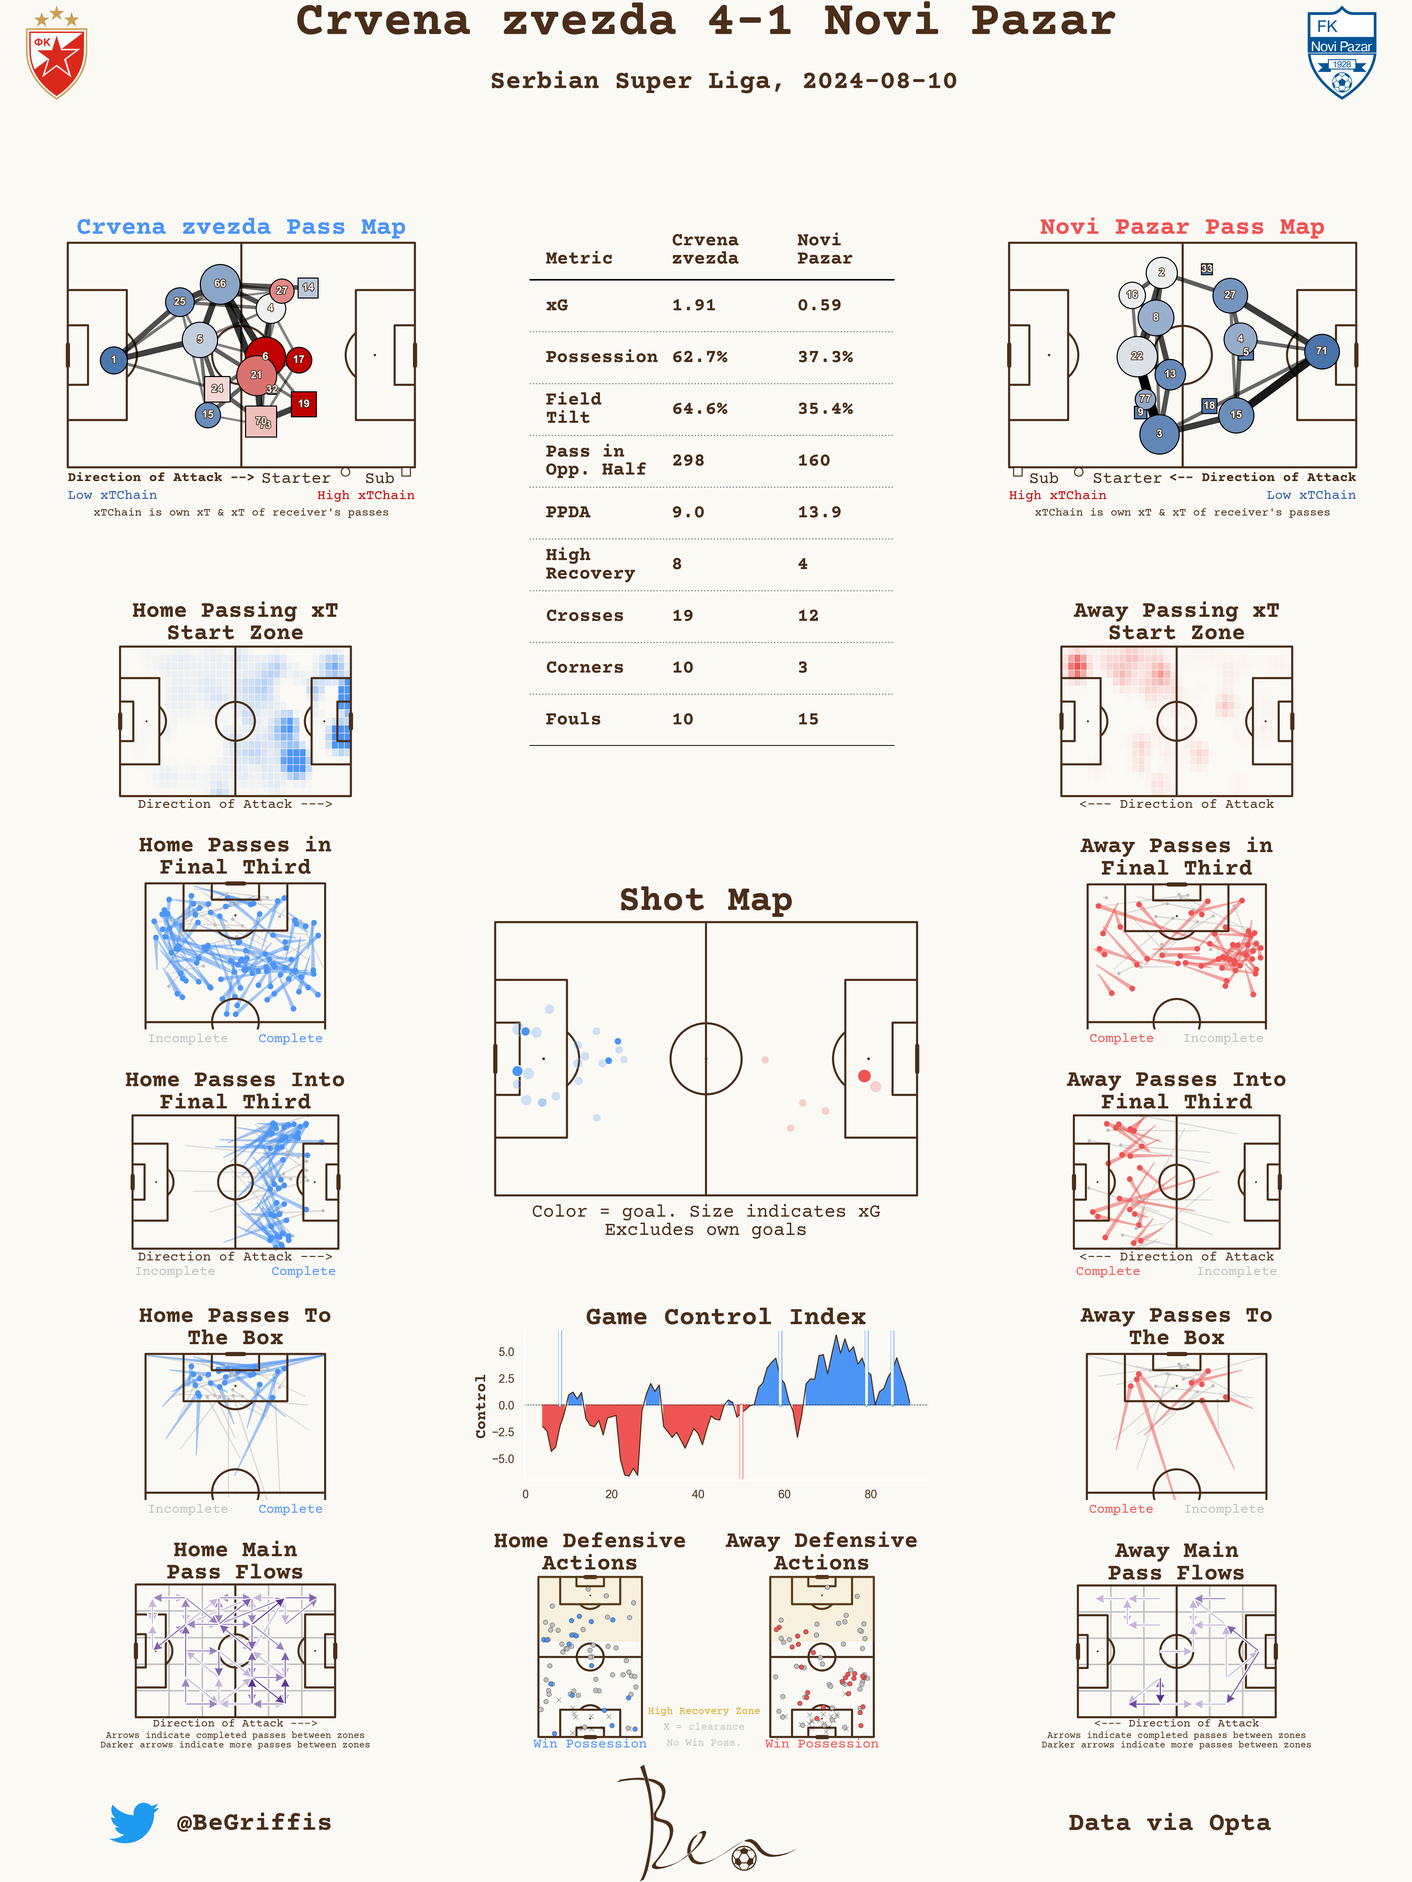 Crvena zvezda 4-1 Novi Pazar
Serbian Super Liga, 2024-08-10
ФК
FK
Novi Pazar
1928
Crvena zvezda Pass Map
66
27
14
25
4
5
1
6
17
21
24
32
19
15
70
73
Direction of Attack --> Starter Sub
Low xTChain High xTChain
xTChain is own xT & xT of receiver's passes
Metric Crvena zvezda Novi Pazar
xG 1.91 0.59
Possession 62.7% 37.3%
Field Tilt 64.6% 35.4%
Pass in Opp. Half 298 160
PPDA 9.0 13.9
High Recovery 8 4
Crosses 19 12
Corners 10 3
Fouls 10 15
Novi Pazar Pass Map
2
33
16
27
8
4
5
71
22
13
77
9
18
15
3
Sub Starter <-- Direction of Attack
High xTChain Low xTChain
xTChain is own xT & xT of receiver's passes
Home Passing xT
Start Zone
Direction of Attack --->
Away Passing xT
Start Zone
<--- Direction of Attack
Home Passes in
Final Third
Incomplete Complete
Away Passes in
Final Third
Complete Incomplete
Shot Map
Color = goal. Size indicates xG
Excludes own goals
Home Passes Into
Final Third
Direction of Attack --->
Incomplete Complete
Away Passes Into
Final Third
<--- Direction of Attack
Complete Incomplete
Home Passes To
The Box
Incomplete Complete
Game Control Index
Control
5.0
2.5
0.0
−2.5
−5.0
0 20 40 60 80
Away Passes To
The Box
Complete Incomplete
Home Main
Pass Flows
Direction of Attack --->
Arrows indicate completed passes between zones
Darker arrows indicate more passes between zones
Home Defensive
Actions
Win Possession
High Recovery Zone
X = clearance
No Win Poss.
Away Defensive
Actions
Win Possession
Away Main
Pass Flows
<--- Direction of Attack
Arrows indicate completed passes between zones
Darker arrows indicate more passes between zones
@BeGriffis
Ben
Data via Opta